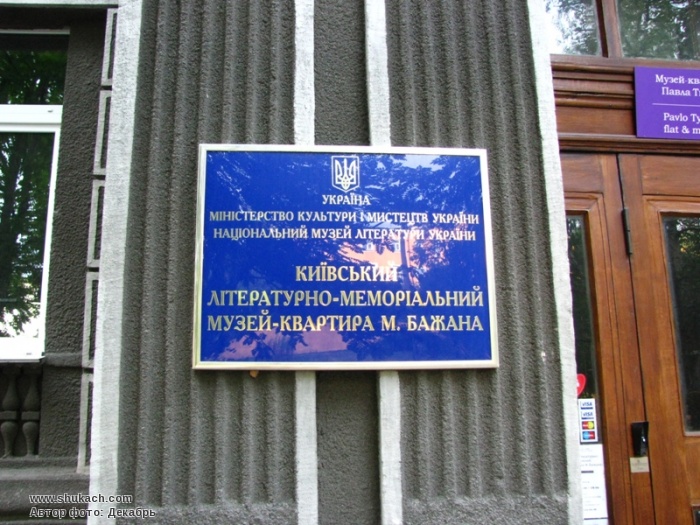 УКРАЇНА
МІНІСТЕРСТВО КУЛЬТУРИ І МИСТЕЦТВ УКРАЇНИ
НАЦІОНАЛЬНИЙ МУЗЕЙ ЛІТЕРАТУРИ УКРАЇНИ
КИЇВСЬКИЙ
ЛІТЕРАТУРНО-МЕМОРІАЛЬНИЙ
МУЗЕЙ-КВАРТИРА М. БАЖАНА
Музей-кв
Павла Т
Pavlo Ty
flat & m
www.shukach.com
Автор фото: Декабрь